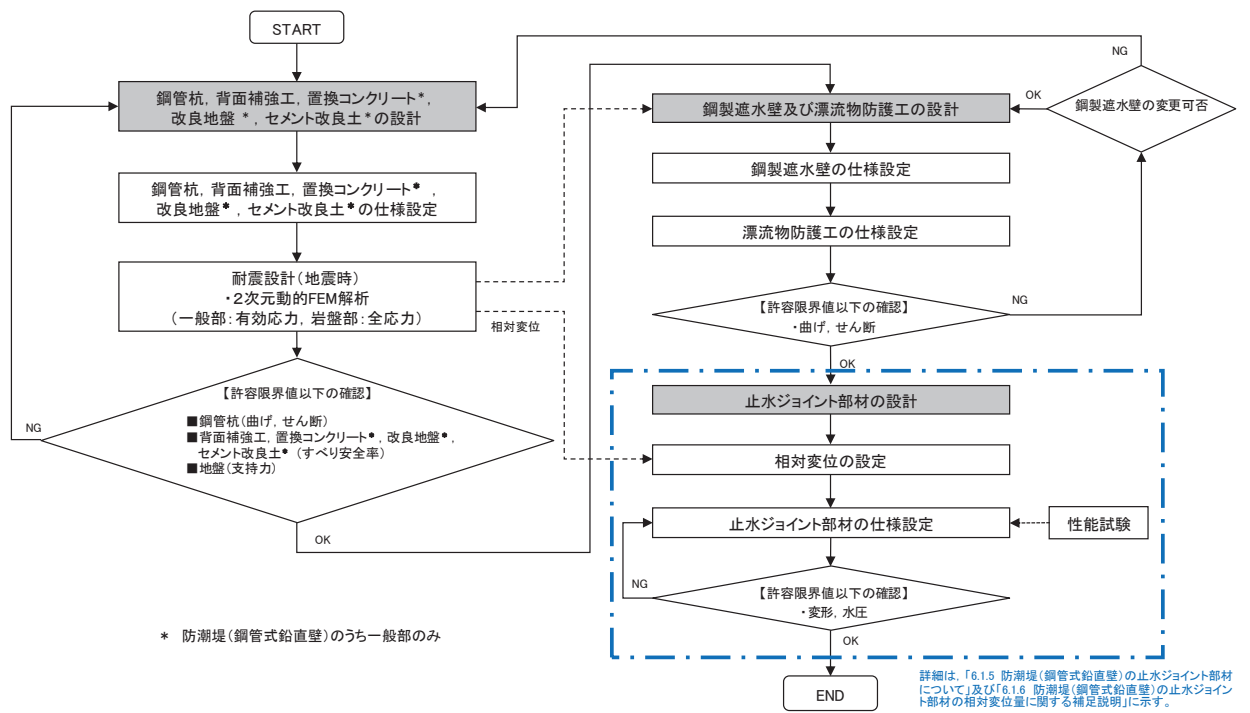 START
鋼管杭，背面補強工，置換コンクリート*，
改良地盤 *，セメント改良土*の設計
鋼管杭，背面補強工，置換コンクリート* ，
改良地盤*，セメント改良土*の仕様設定
耐震設計（地震時）
・２次元動的FEM解析
（一般部：有効応力，岩盤部：全応力）
相対変位
【許容限界値以下の確認】
■鋼管杭（曲げ，せん断）
■背面補強工，置換コンクリート*，改良地盤*，
セメント改良土*（すべり安全率）
■地盤（支持力）
NG
OK
* 防潮堤（鋼管式鉛直壁）のうち一般部のみ
NG
鋼製遮水壁の変更可否
OK
鋼製遮水壁及び漂流物防護工の設計
鋼製遮水壁の仕様設定
漂流物防護工の仕様設定
【許容限界値以下の確認】
・曲げ，せん断
NG
OK
止水ジョイント部材の設計
相対変位の設定
止水ジョイント部材の仕様設定
性能試験
NG
【許容限界値以下の確認】
・変形，水圧
OK
END
詳細は，「6.1.5 防潮堤（鋼管式鉛直壁）の止水ジョイント部材
について」及び「6.1.6 防潮堤（鋼管式鉛直壁）の止水ジョイン
ト部材の相対変位量に関する補足説明」に示す。